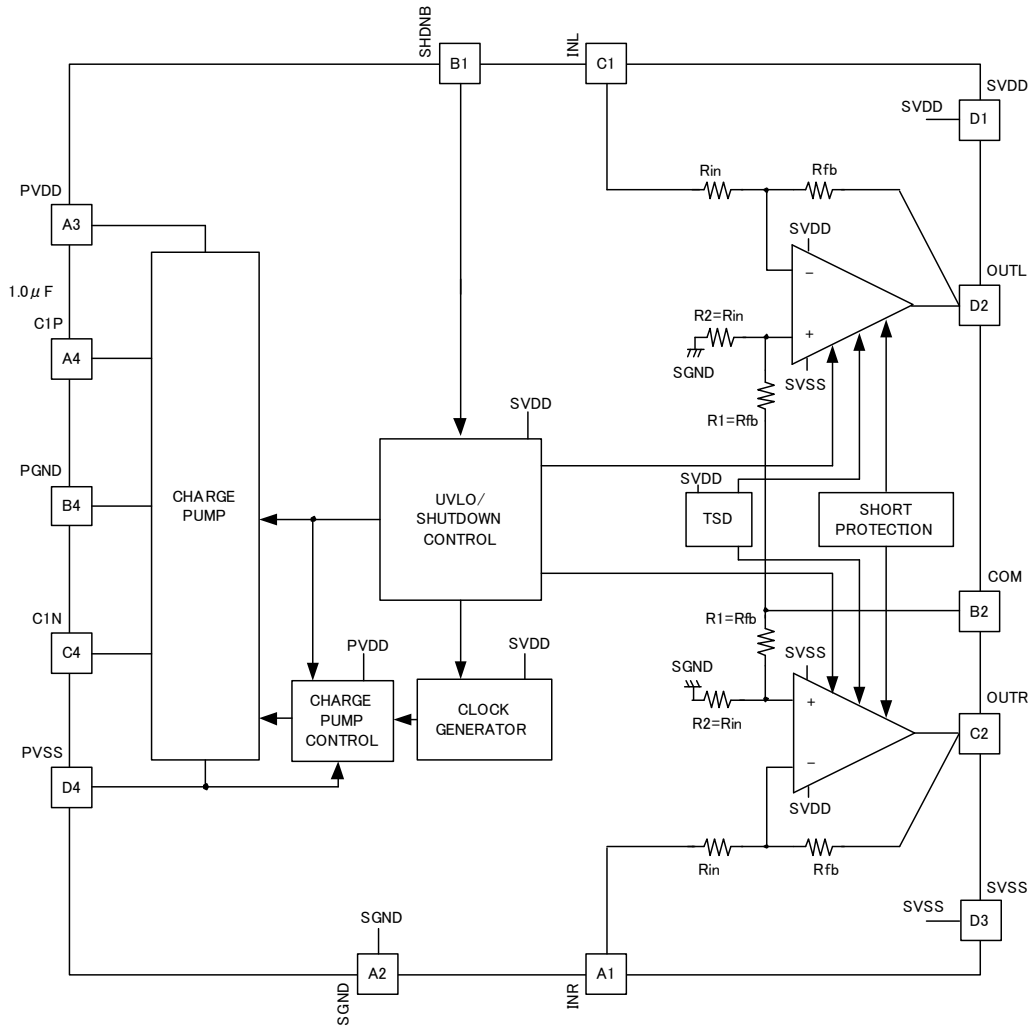 SHDNB
B1
INL
C1
SVDD
SVDD
D1
PVDD
A3
Rin
Rfb
SVDD
−
OUTL
D2
1.0μF
C1P
A4
R2=Rin
+
SGND
SVSS
R1=Rfb
SVDD
PGND
B4
CHARGE
PUMP
UVLO/
SHUTDOWN
CONTROL
SVDD
TSD
SHORT
PROTECTION
COM
B2
C1N
C4
R1=Rfb
SVSS
SGND
PVDD
SVDD
R2=Rin
+
OUTR
C2
CHARGE
PUMP
CONTROL
CLOCK
GENERATOR
PVSS
D4
−
SVDD
Rin
Rfb
SVSS
SVSS
D3
SGND
A2
SGND
A1
INR